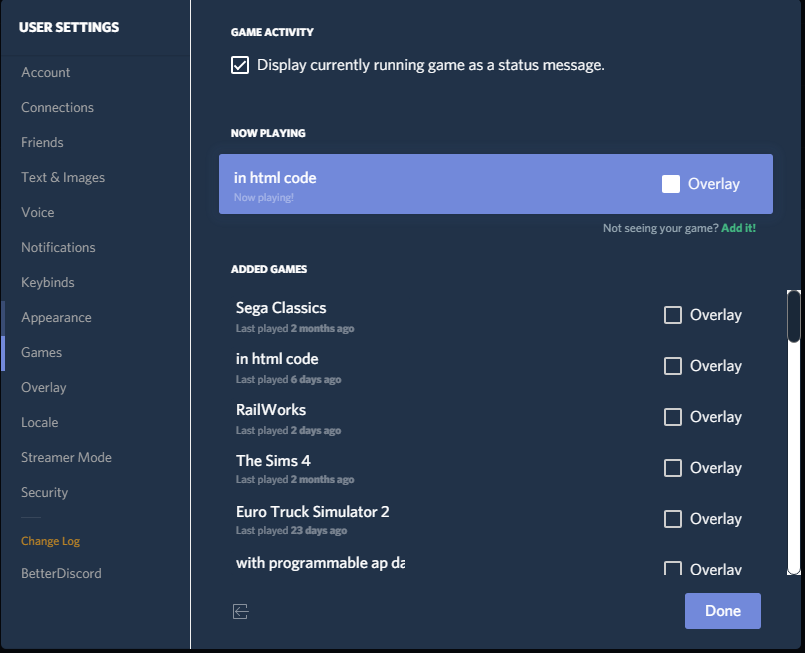 USER SETTINGS
Account
Connections
Friends
Text & Images
Voice
Notifications
Keybinds
Appearance
Games
Overlay
Locale
Streamer Mode
Security
Change Log
BetterDiscord
GAME ACTIVITY
Display currently running game as a status message.
NOW PLAYING
in html code
Now playing!
Overlay
Not seeing your game? Add it!
ADDED GAMES
Sega Classics
Last played 2 months ago
Overlay
in html code
Last played 6 days ago
Overlay
RailWorks
Last played 2 days ago
Overlay
The Sims 4
Last played 2 months ago
Overlay
Euro Truck Simulator 2
Last played 23 days ago
Overlay
with programmable ap da
Overlay
Done